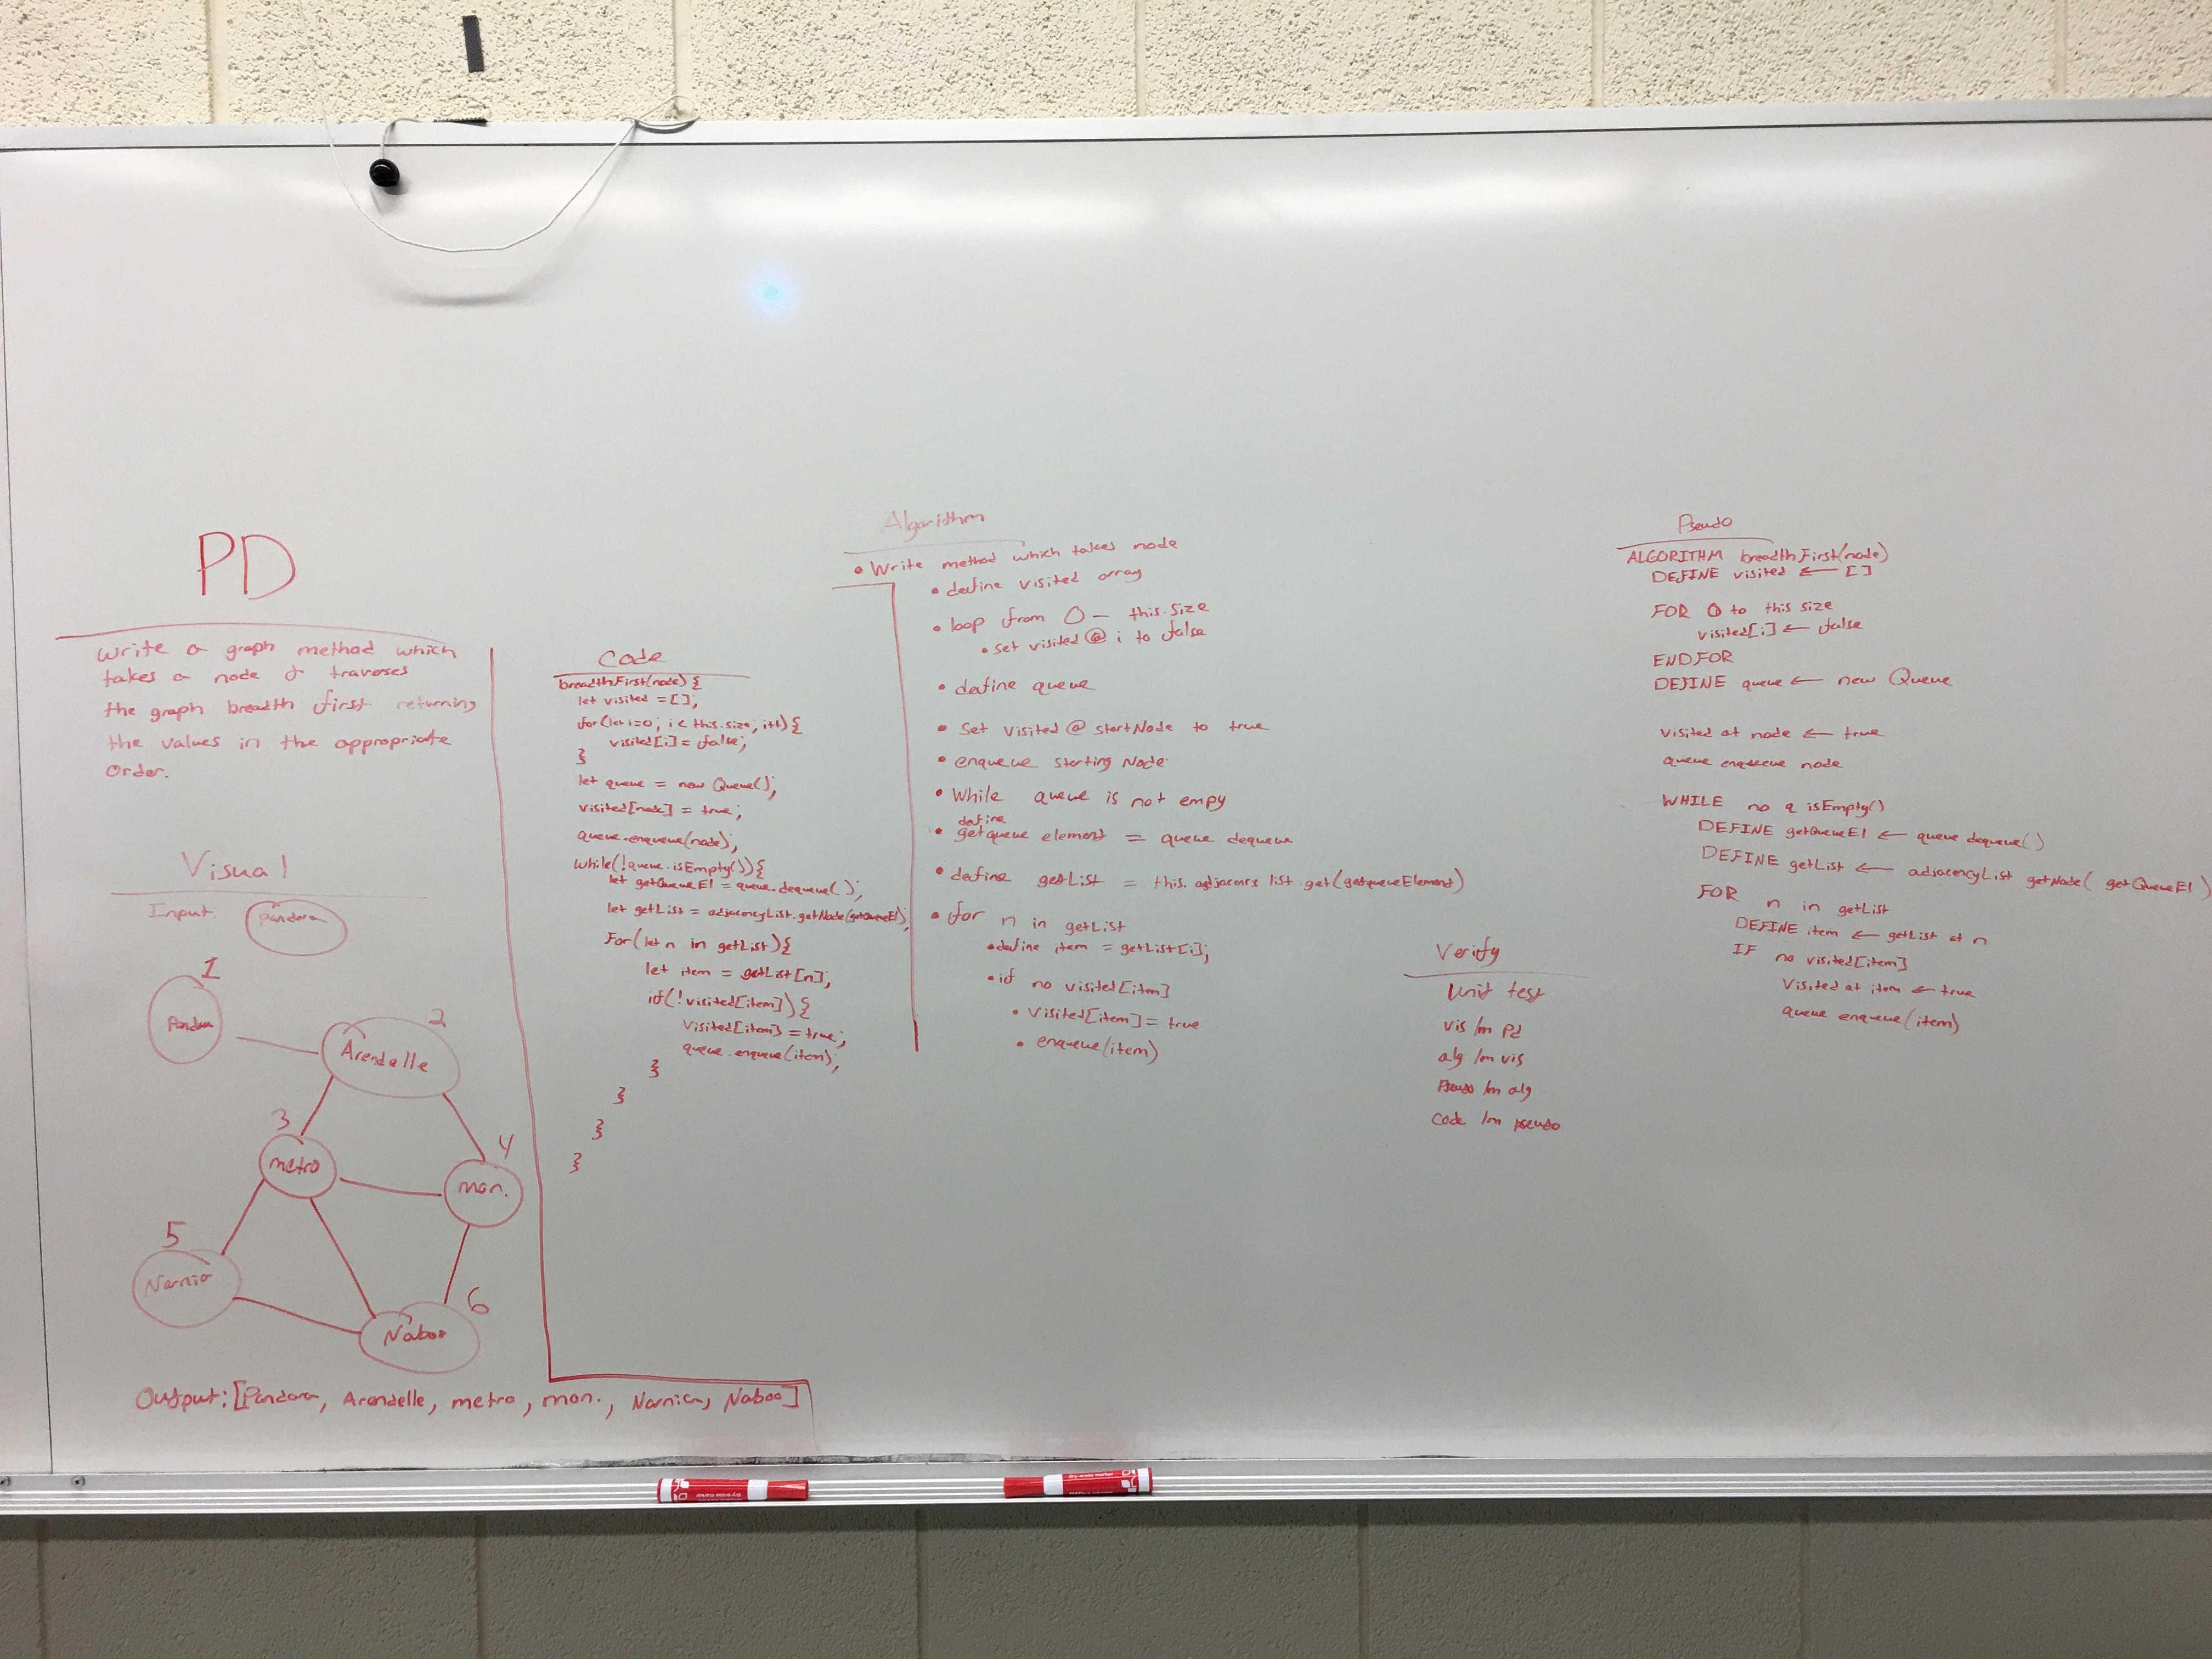 PD
Write a graph method which
takes a node & traverses
the graph breadth first returning
the values in the appropriate
order.
Visual
Input: Pandora
1
Pandora
2
Arendelle
3
metro
4
mon.
5
Narnia
6
Naboo
Output: [Pandora, Arendelle, metro, mon., Narnia, Naboo]
Code
breadthFirst(node) {
let visited = [];
for(let i=0; i < this.size; i++) {
visited[i] = false;
}
let queue = new Queue();
visited[node] = true;
queue.enqueue(node);
while(!queue.isEmpty()) {
let getQueueEl = queue.dequeue();
let getList = adjacencyList.getNode(getQueueEl);
For(let n in getList) {
let item = getList[n];
if(!visited[item]) {
visited[item] = true;
queue.enqueue(item);
}
}
}
}
Algorithm
• Write method which takes node
• define visited array
• loop from 0 – this.size
• set visited @ i to false
• define queue
• Set visited @ startNode to true
• enqueue starting Node
• While queue is not empy
define
• getqueue element = queue dequeue
• define getList = this. list.get(getqueueElement)
• for n in getList
• define item = getList[i];
• if no visited[item]
• visited[item] = true
• enqueue(item)
Verify
Unit test
vis /m pd
alg /m vis
Pseudo /m alg
Code /m pseudo
Pseudo
ALGORITHM breadthFirst(node)
DEFINE visited ← []
FOR 0 to this size
visited[i] ← false
ENDFOR
DEFINE queue ← new Queue
visited at node ← true
queue enqueue node
WHILE no q isEmpty()
DEFINE getQueueEl ← queue dequeue()
DEFINE getList ← adjacencyList getNode( getQueueEl)
FOR n in getList
DEFINE item ← getList at n
IF no visited[item]
Visited at item ← true
queue enqueue(item)
dry-erase marker